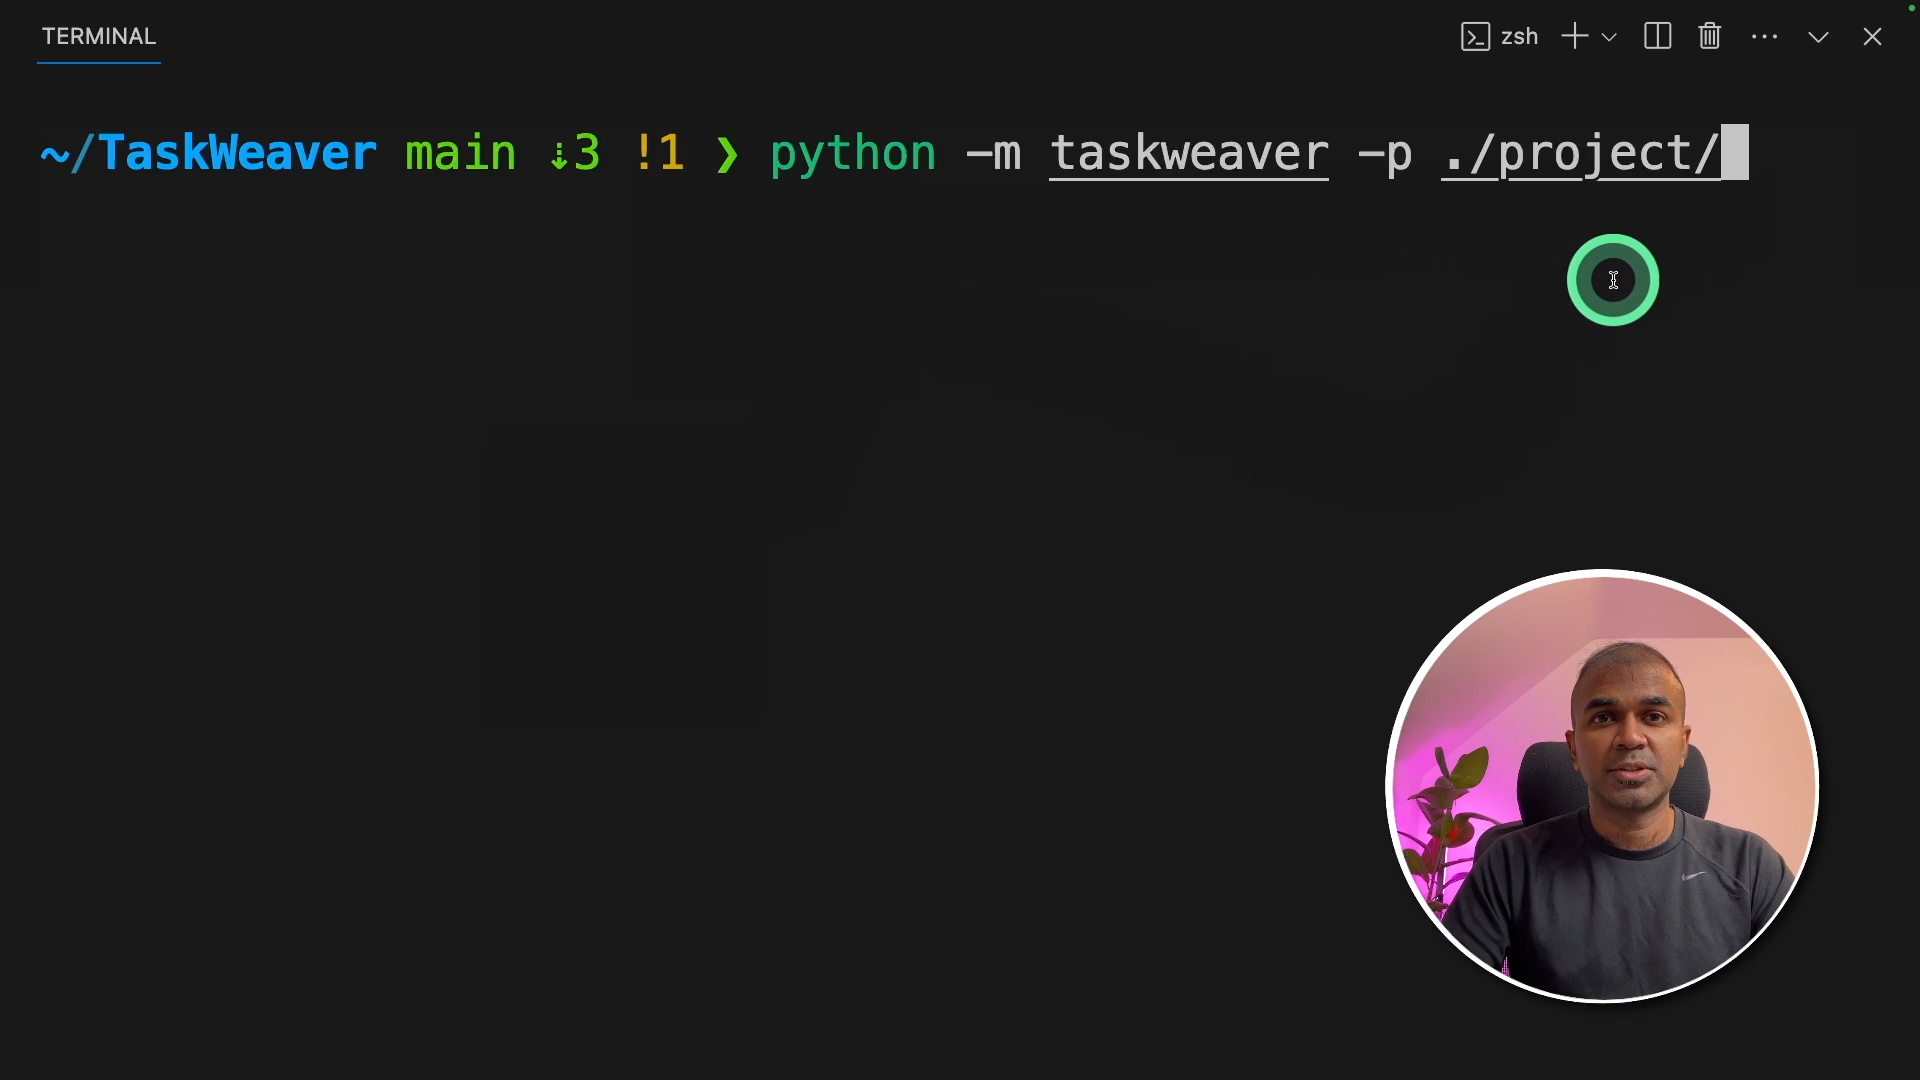 TERMINAL
zsh
~/TaskWeaver main ⇣3 !1 ❯ python -m taskweaver -p ./project/